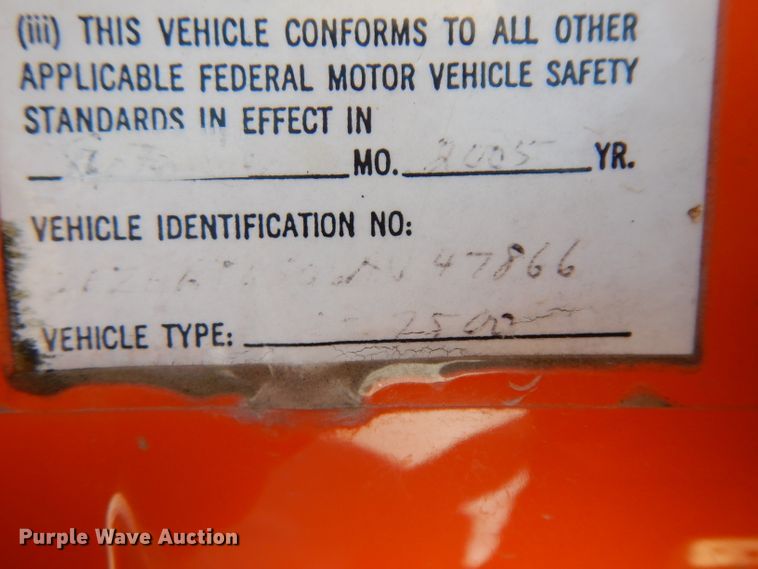 (iii) THIS VEHICLE CONFORMS TO ALL OTHER
APPLICABLE FEDERAL MOTOR VEHICLE SAFETY
STANDARDS IN EFFECT IN
MO. 2005 YR.
VEHICLE IDENTIFICATION NO:
47866
VEHICLE TYPE: 7500
Purple Wave Auction